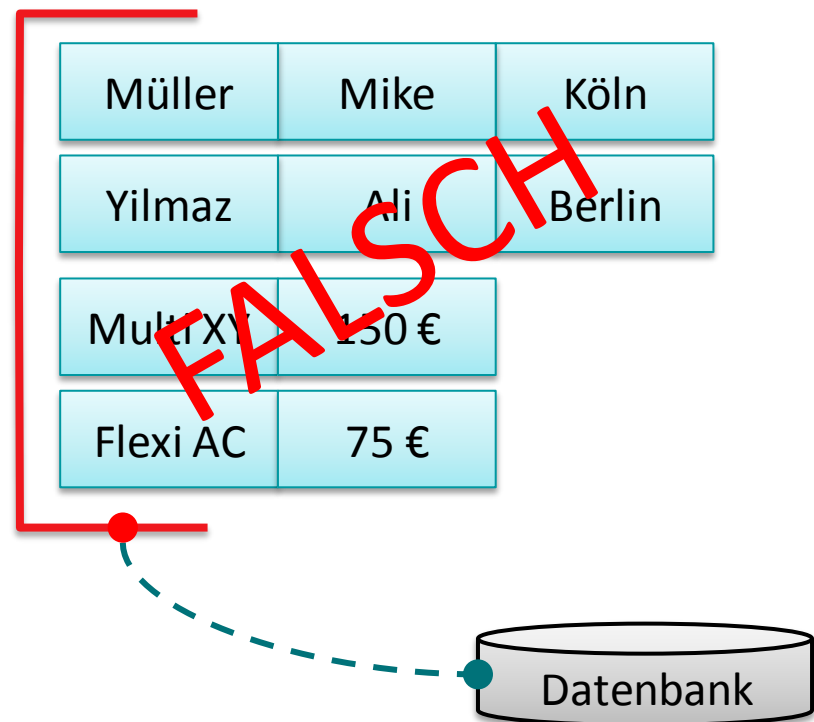 Müller Mike Köln
Yilmaz Ali Berlin
Multi XY 150 €
Flexi AC 75 €
FALSCH
Datenbank